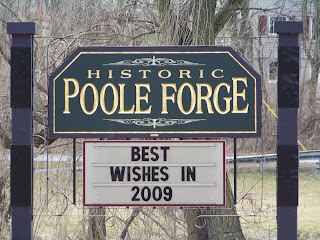 HISTORIC
POOLE FORGE
BEST
WISHES IN
2009